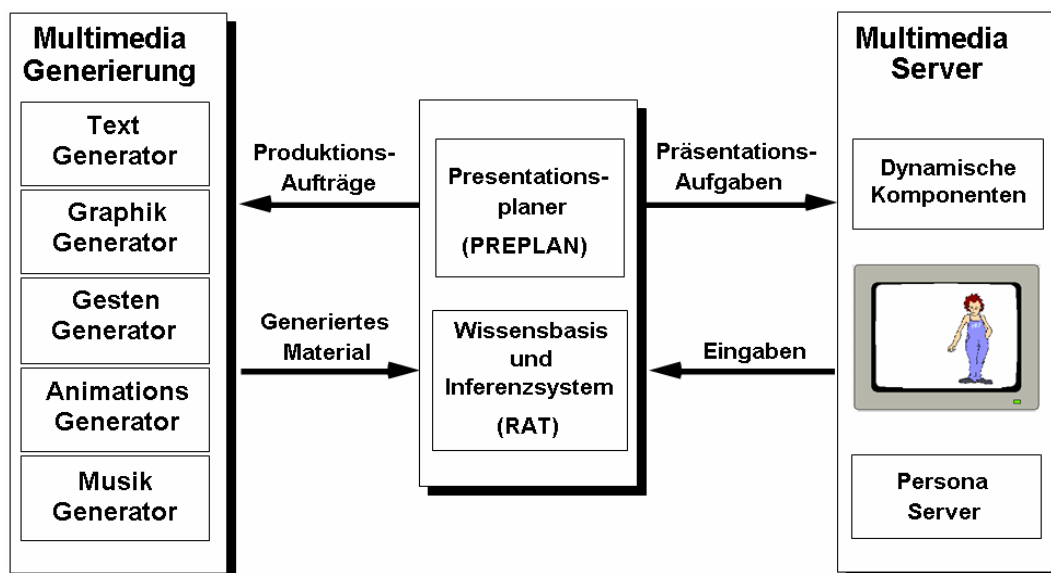 Multimedia
Generierung
Text
Generator
Graphik
Generator
Gesten
Generator
Animations
Generator
Musik
Generator
Produktions-
Aufträge
Generiertes
Material
Presentations-
planer
(PREPLAN)
Wissensbasis
und
Inferenzsystem
(RAT)
Präsentations-
Aufgaben
Eingaben
Multimedia
Server
Dynamische
Komponenten
Persona
Server